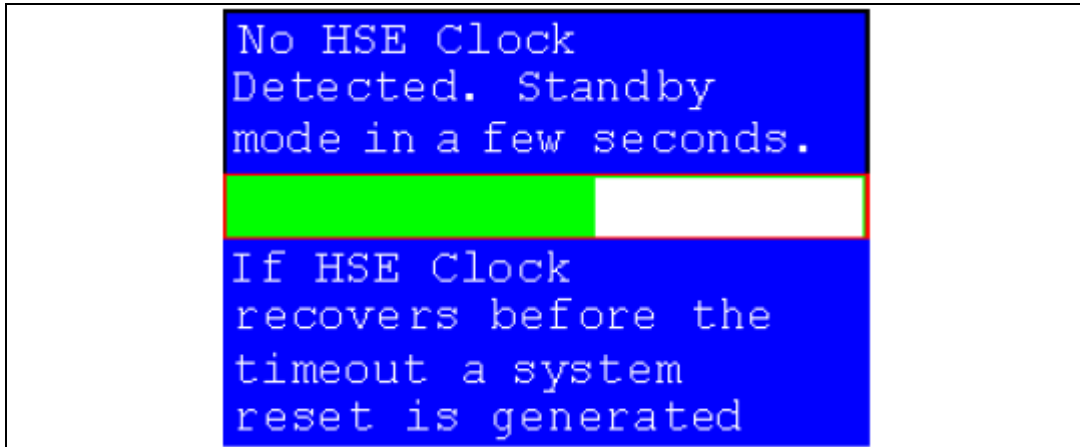 No HSE Clock
Detected. Standby
mode in a few seconds.
If HSE Clock
recovers before the
timeout a system
reset is generated